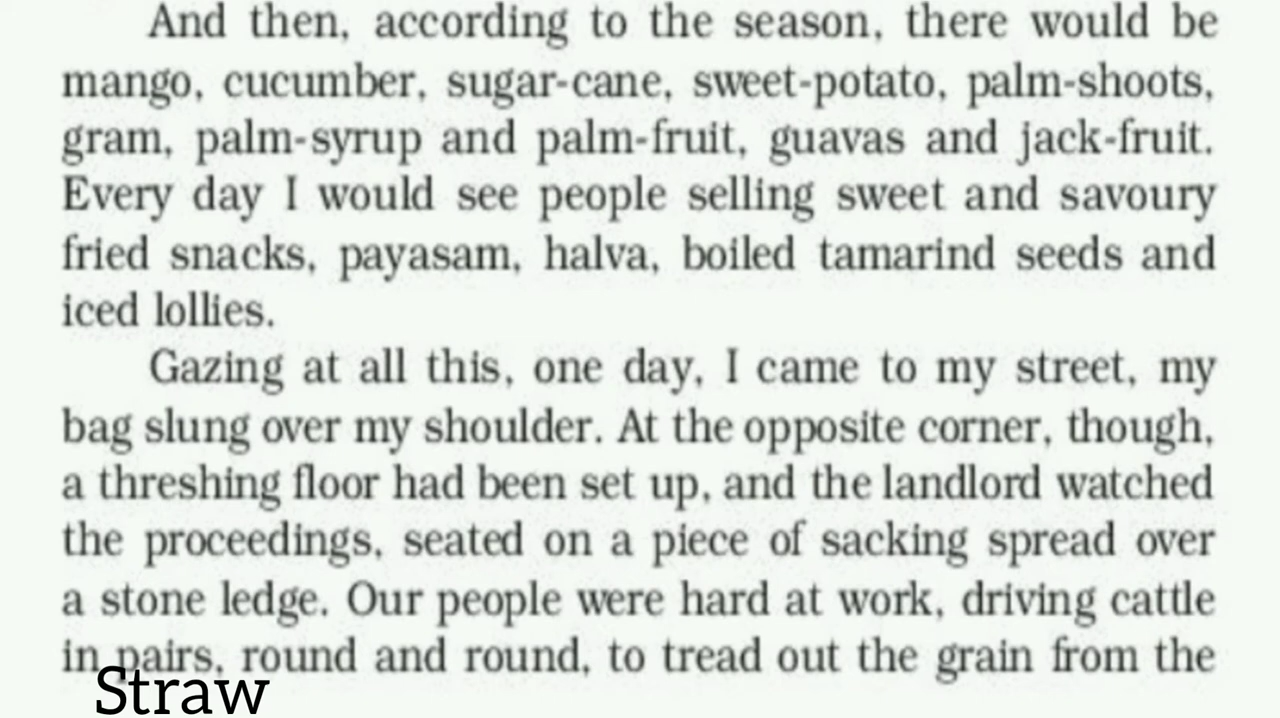 And then, according to the season, there would be
mango, cucumber, sugar-cane, sweet-potato, palm-shoots,
gram, palm-syrup and palm-fruit, guavas and jack-fruit.
Every day I would see people selling sweet and savoury
fried snacks, payasam, halva, boiled tamarind seeds and
iced lollies.
Gazing at all this, one day, I came to my street, my
bag slung over my shoulder. At the opposite corner, though,
a threshing floor had been set up, and the landlord watched
the proceedings, seated on a piece of sacking spread over
a stone ledge. Our people were hard at work, driving cattle
in pairs, round and round, to tread out the grain from the
Straw